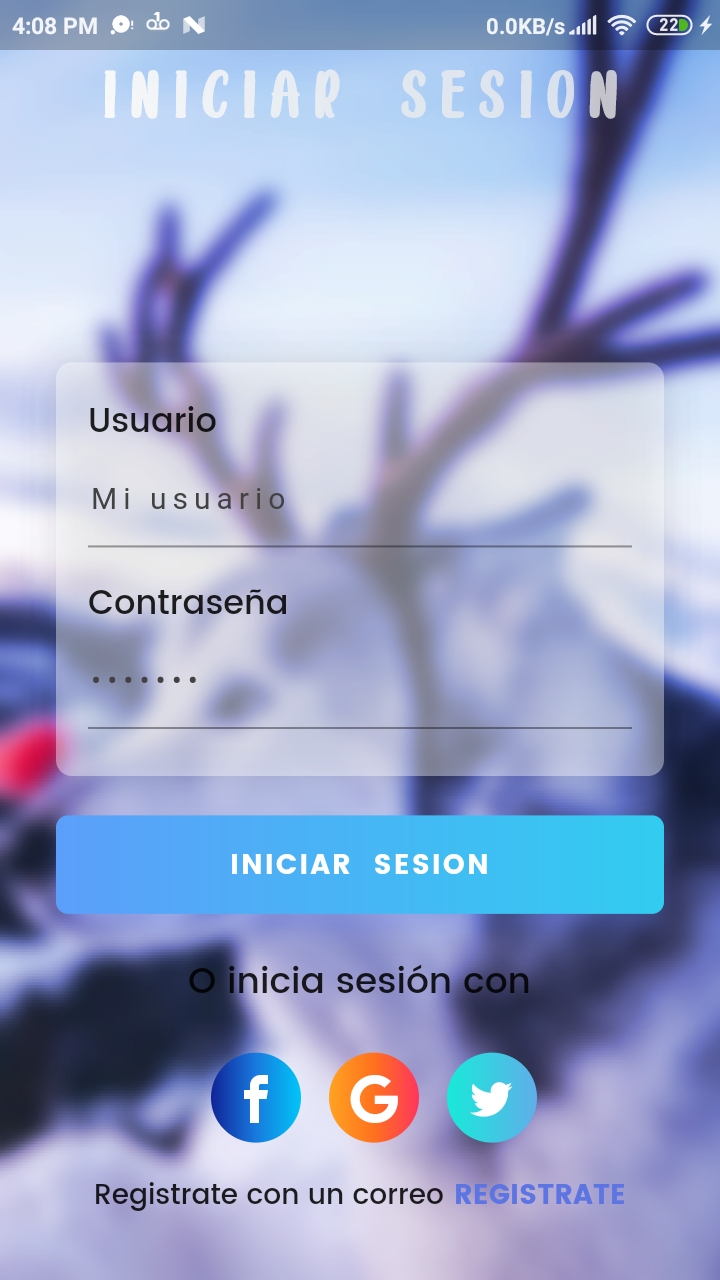 4:08 PM 0.0KB/s 22
INICIAR SESION
Usuario
Mi usuario
Contraseña
.......
INICIAR SESION
O inicia sesión con
Registrate con un correo REGISTRATE